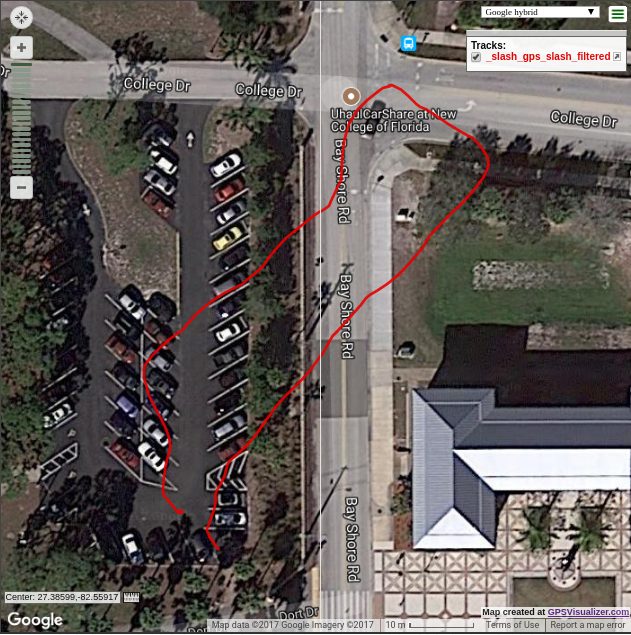 Google hybrid ▼
Tracks:
_slash_gps_slash_filtered
Dr
College Dr
College Dr
College Dr
UhaulCarShare at New
College of Florida
Bay Shore Rd
Bay Shore Rd
Bay Shore Rd
Center: 27.38599,-82.55917
Map created at GPSVisualizer.com
Dort Dr
Google
Map data ©2017 Google Imagery ©2017
10 m
Terms of Use
Report a map error